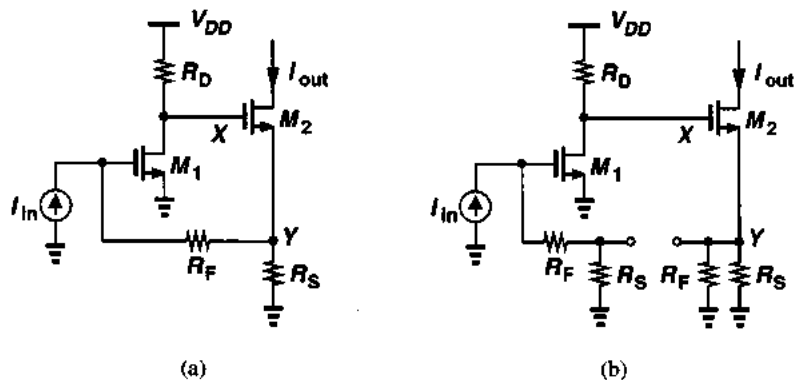 V_DD
R_D
I_out
X
M_2
M_1
I_in
Y
R_F
R_S
(a)
V_DD
R_D
I_out
X
M_2
M_1
I_in
Y
R_F
R_S
R_F
R_S
(b)